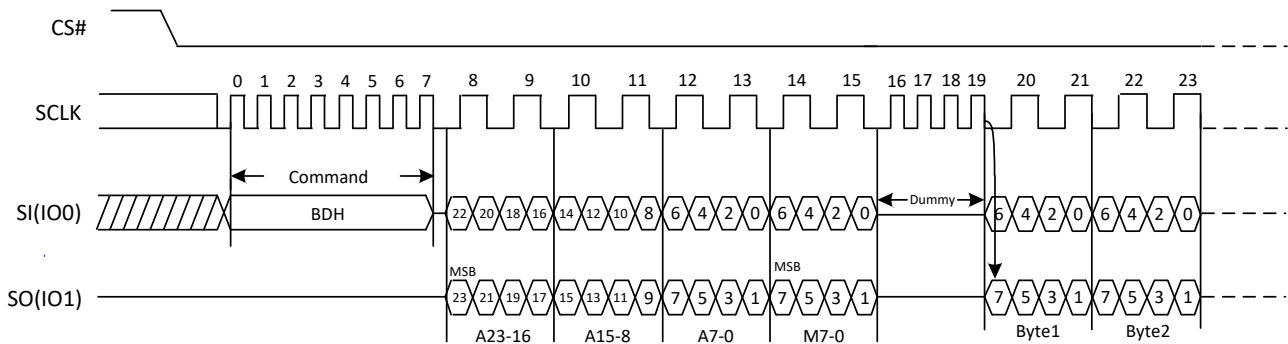 CS#
0 1 2 3 4 5 6 7 8 9 10 11 12 13 14 15 16 17 18 19 20 21 22 23
SCLK
Command
Dummy
SI(IO0) BDH 22 20 18 16 14 12 10 8 6 4 2 0 6 4 2 0 6 4 2 0 6 4 2 0
MSB MSB
SO(IO1) 23 21 19 17 15 13 11 9 7 5 3 1 7 5 3 1 7 5 3 1 7 5 3 1
A23-16 A15-8 A7-0 M7-0 Byte1 Byte2